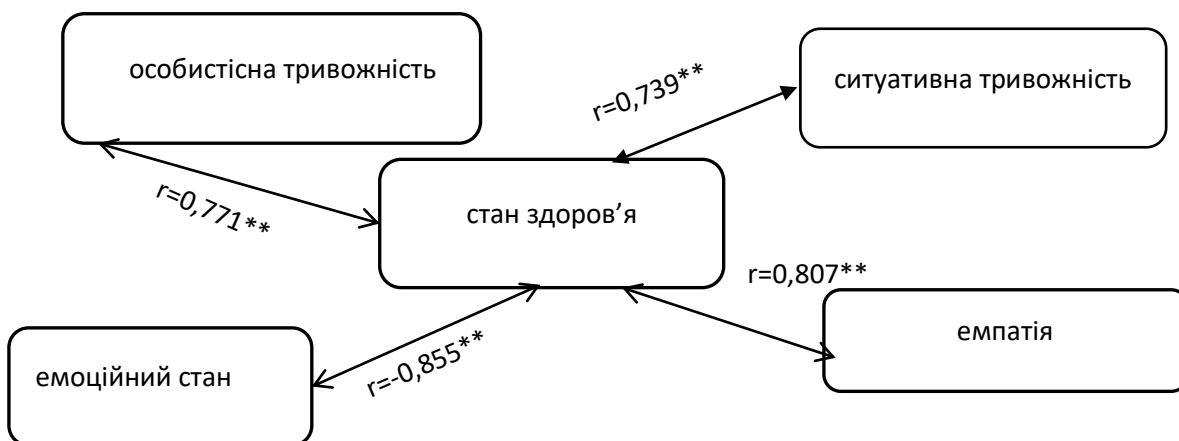 особистісна тривожність
ситуативна тривожність
r=0,739**
r=0,771**
стан здоров’я
r=0,807**
емпатія
r=-0,855**
емоційний стан